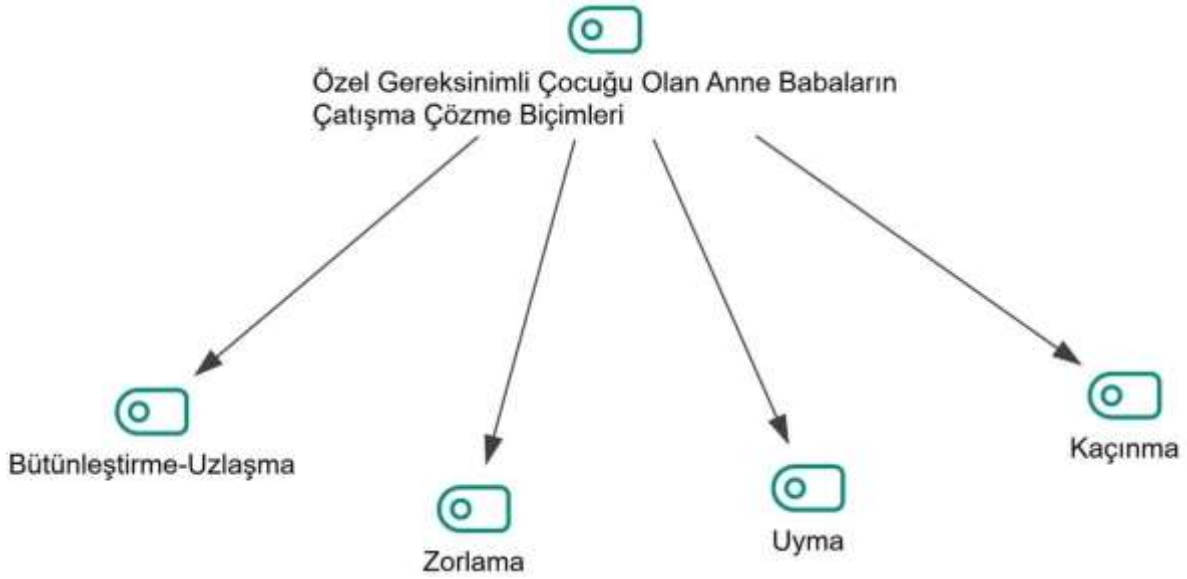 Özel Gereksinimli Çocuğu Olan Anne Babaların
Çatışma Çözme Biçimleri
Bütünleştirme-Uzlaşma
Zorlama
Uyma
Kaçınma